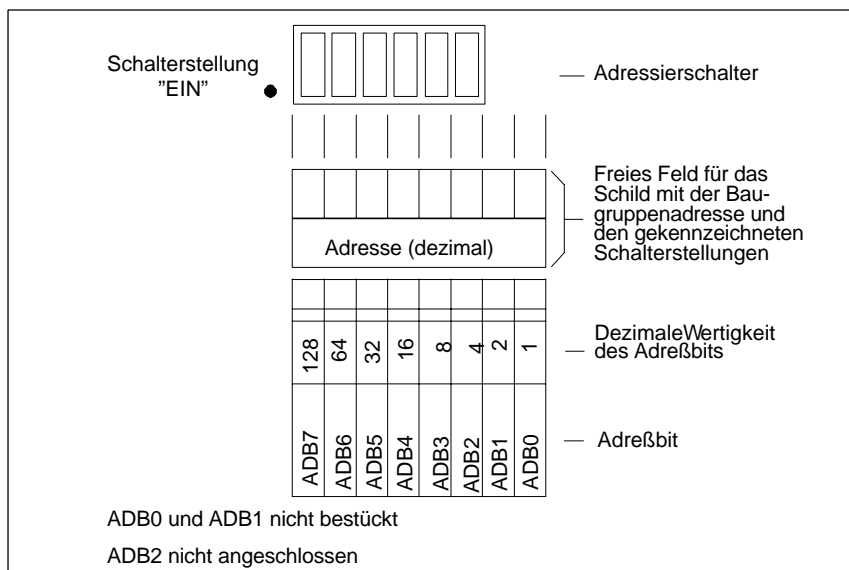 Schalterstellung
"EIN"
Adressierschalter
Freies Feld für das
Schild mit der Bau-
gruppenadresse und
den gekennzeichneten
Schalterstellungen
Adresse (dezimal)
128 64 32 16 8 4 2 1
DezimaleWertigkeit
des Adreßbits
ADB7 ADB6 ADB5 ADB4 ADB3 ADB2 ADB1 ADB0
Adreßbit
ADB0 und ADB1 nicht bestückt
ADB2 nicht angeschlossen